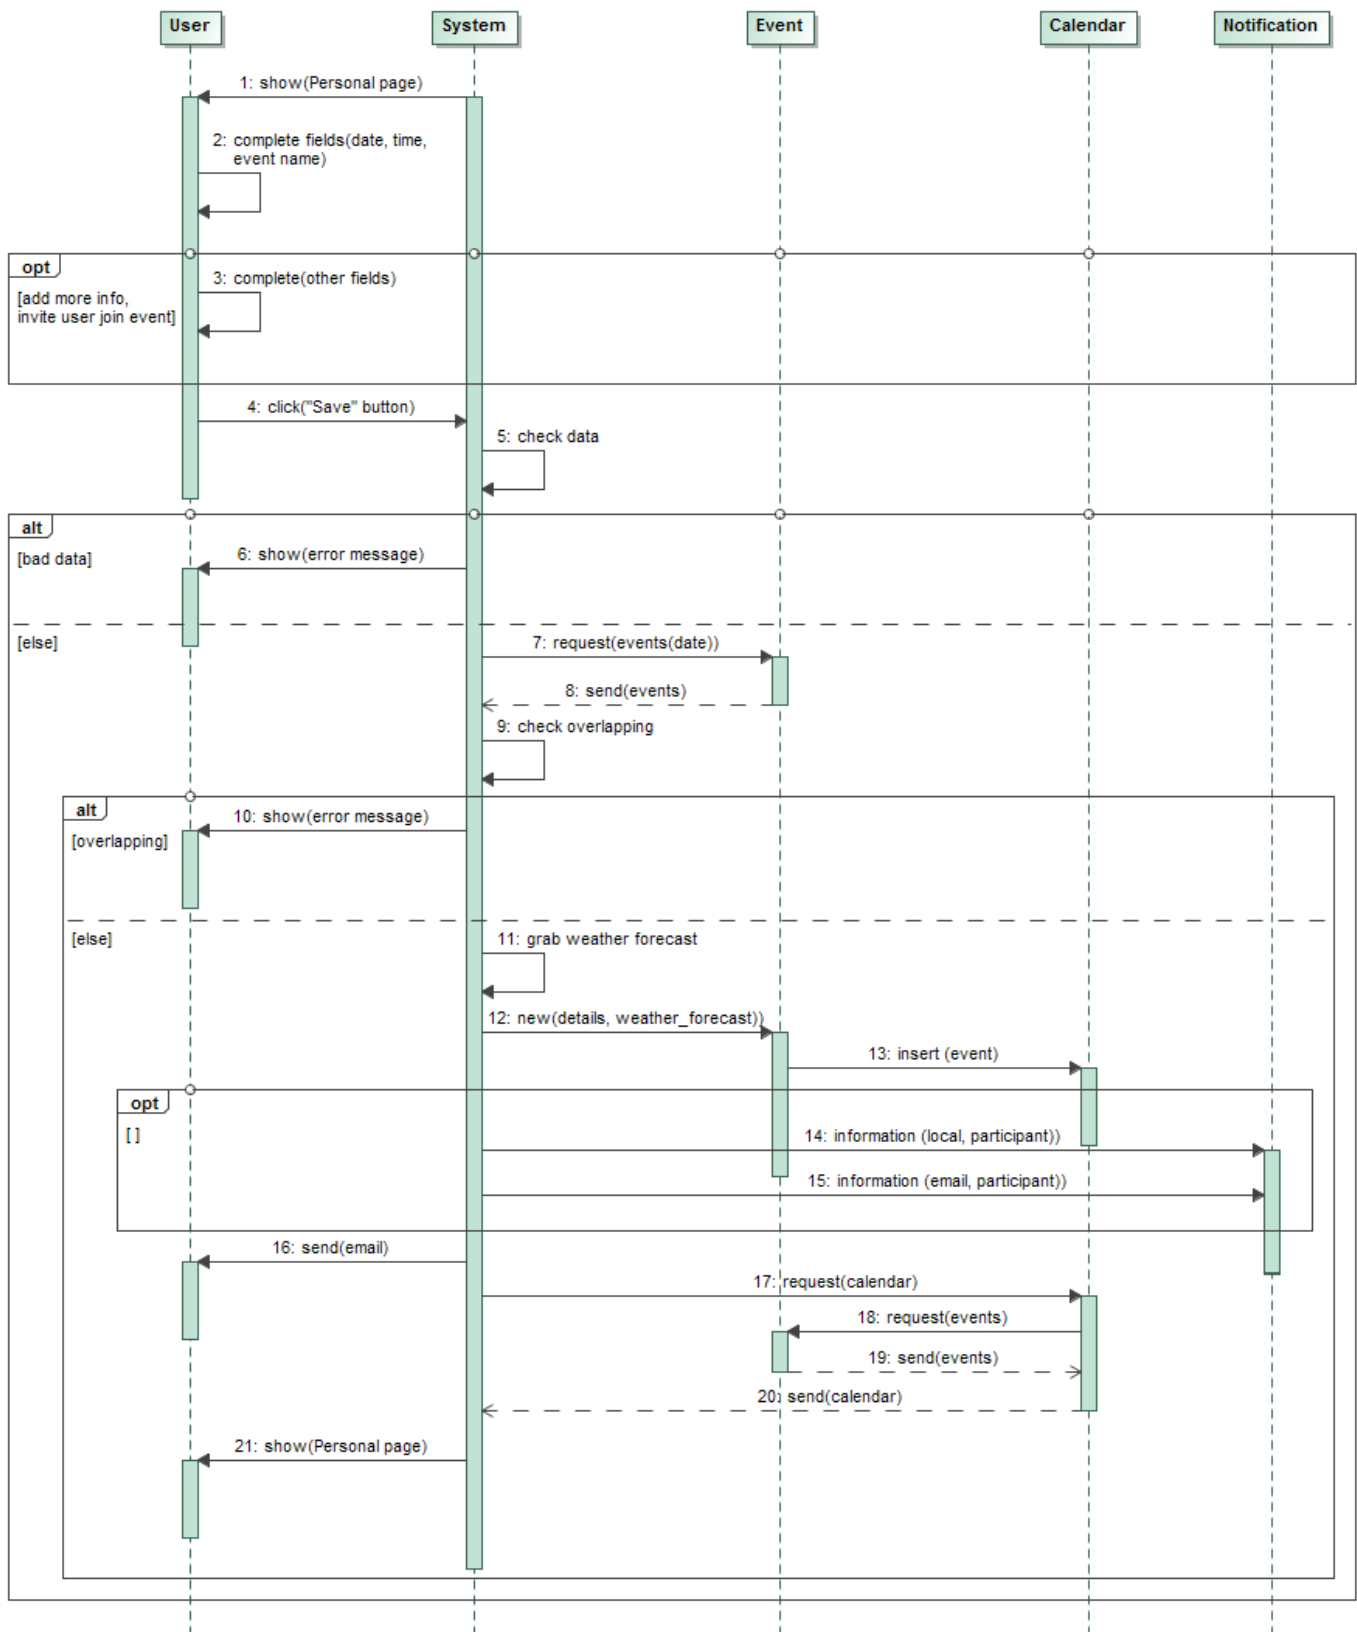 User
System
Event
Calendar
Notification
1: show(Personal page)
2: complete fields(date, time,
event name)
opt
3: complete(other fields)
[add more info,
invite user join event]
4: click("Save" button)
5: check data
alt
[bad data]
6: show(error message)
[else]
7: request(events(date))
8: send(events)
9: check overlapping
alt
10: show(error message)
[overlapping]
[else]
11: grab weather forecast
12: new(details, weather_forecast))
13: insert (event)
opt
[ ]
14: information (local, participant))
15: information (email, participant))
16: send(email)
17: request(calendar)
18: request(events)
19: send(events)
20: send(calendar)
21: show(Personal page)